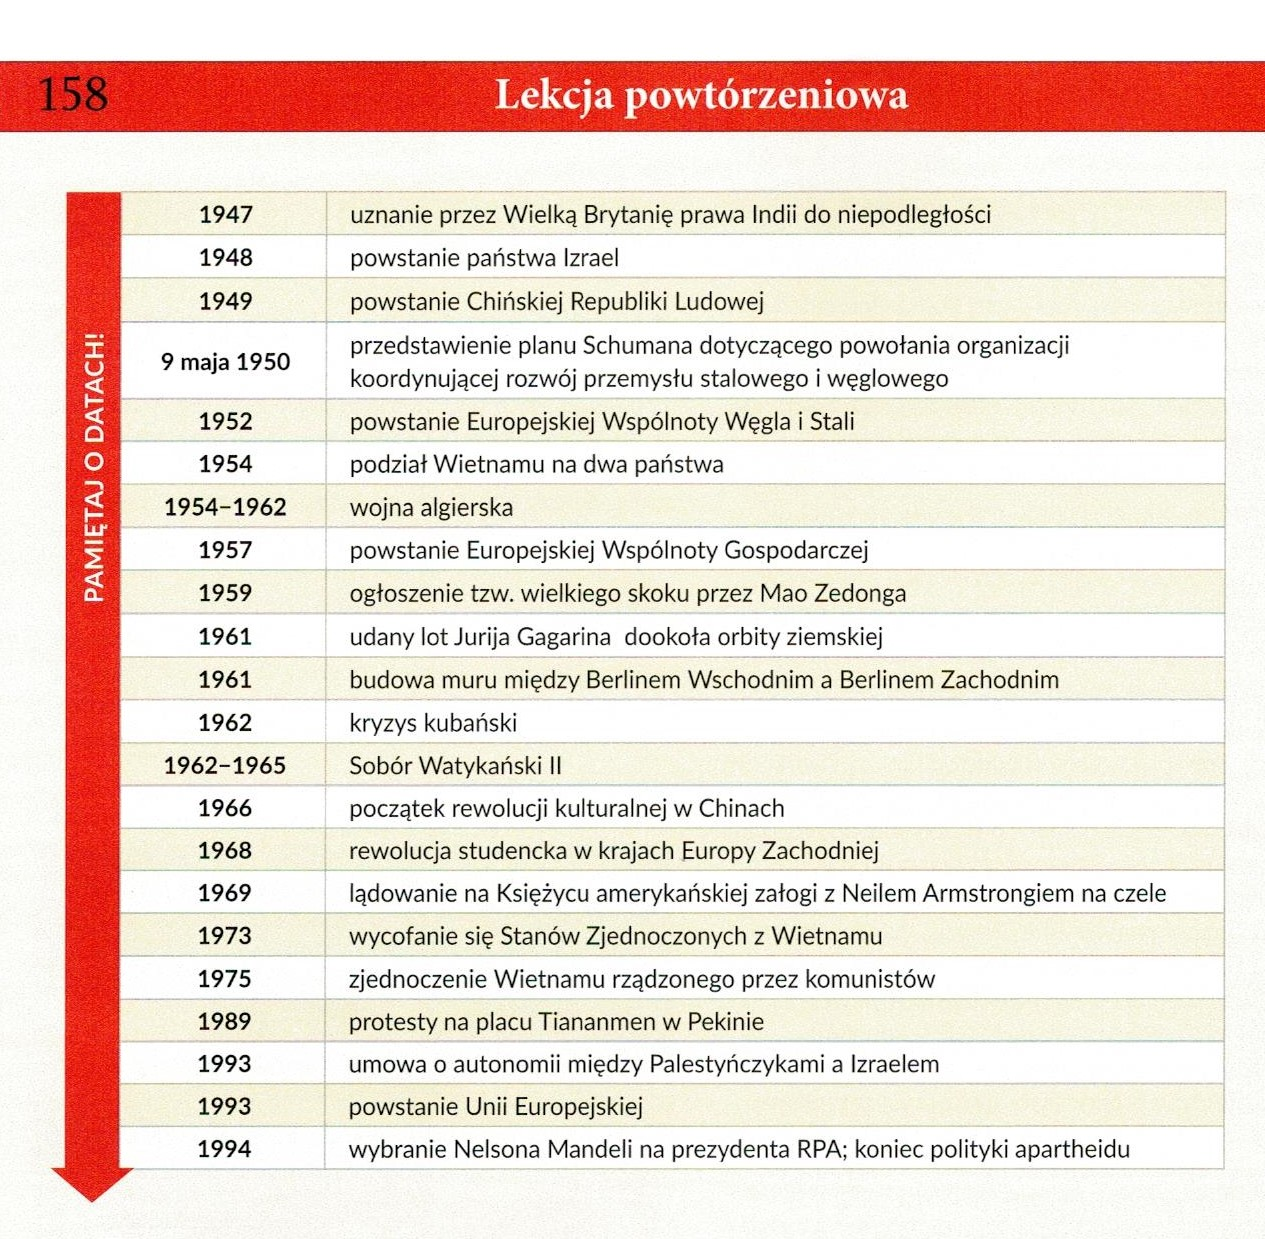 158
Lekcja powtórzeniowa
PAMIĘTAJ O DATACH!
1947 uznanie przez Wielką Brytanię prawa Indii do niepodległości
1948 powstanie państwa Izrael
1949 powstanie Chińskiej Republiki Ludowej
9 maja 1950 przedstawienie planu Schumana dotyczącego powołania organizacji
koordynującej rozwój przemysłu stalowego i węglowego
1952 powstanie Europejskiej Wspólnoty Węgla i Stali
1954 podział Wietnamu na dwa państwa
1954–1962 wojna algierska
1957 powstanie Europejskiej Wspólnoty Gospodarczej
1959 ogłoszenie tzw. wielkiego skoku przez Mao Zedonga
1961 udany lot Jurija Gagarina dookoła orbity ziemskiej
1961 budowa muru między Berlinem Wschodnim a Berlinem Zachodnim
1962 kryzys kubański
1962–1965 Sobór Watykański II
1966 początek rewolucji kulturalnej w Chinach
1968 rewolucja studencka w krajach Europy Zachodniej
1969 lądowanie na Księżycu amerykańskiej załogi z Neilem Armstrongiem na czele
1973 wycofanie się Stanów Zjednoczonych z Wietnamu
1975 zjednoczenie Wietnamu rządzonego przez komunistów
1989 protesty na placu Tiananmen w Pekinie
1993 umowa o autonomii między Palestyńczykami a Izraelem
1993 powstanie Unii Europejskiej
1994 wybranie Nelsona Mandeli na prezydenta RPA; koniec polityki apartheidu